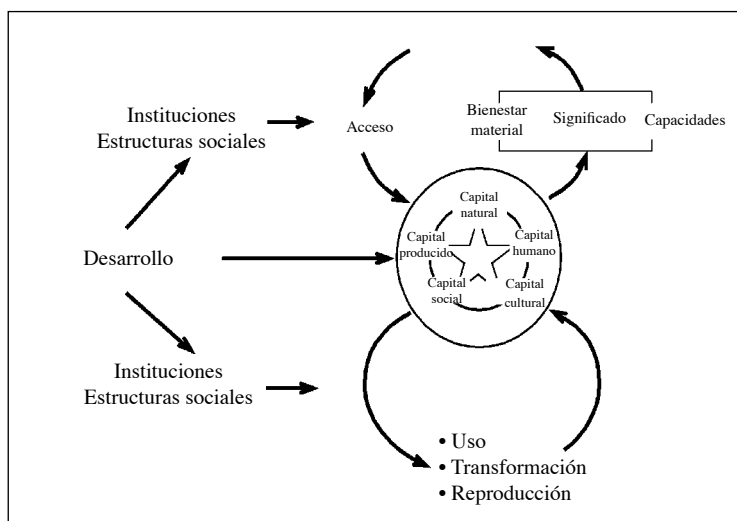 Instituciones
Estructuras sociales
Acceso
Bienestar
material
Significado
Capacidades
Desarrollo
Capital
natural
Capital
producido
Capital
humano
Capital
social
Capital
cultural
Instituciones
Estructuras sociales
• Uso
• Transformación
• Reproducción